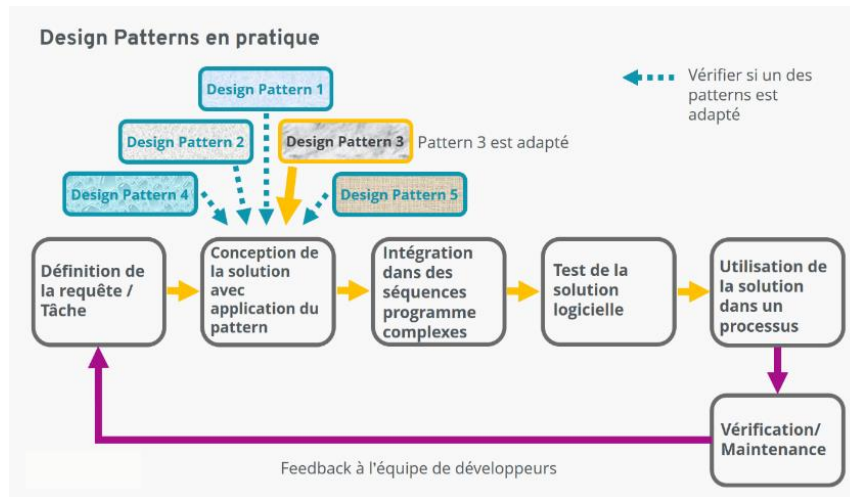 Design Patterns en pratique
Design Pattern 1
Vérifier si un des
patterns est
adapté
Design Pattern 2
Design Pattern 3
Pattern 3 est adapté
Design Pattern 4
Design Pattern 5
Définition de
la requête /
Tâche
Conception de
la solution
avec
application du
pattern
Intégration
dans des
séquences
programme
complexes
Test de la
solution
logicielle
Utilisation de
la solution
dans un
processus
Vérification/
Maintenance
Feedback à l'équipe de développeurs